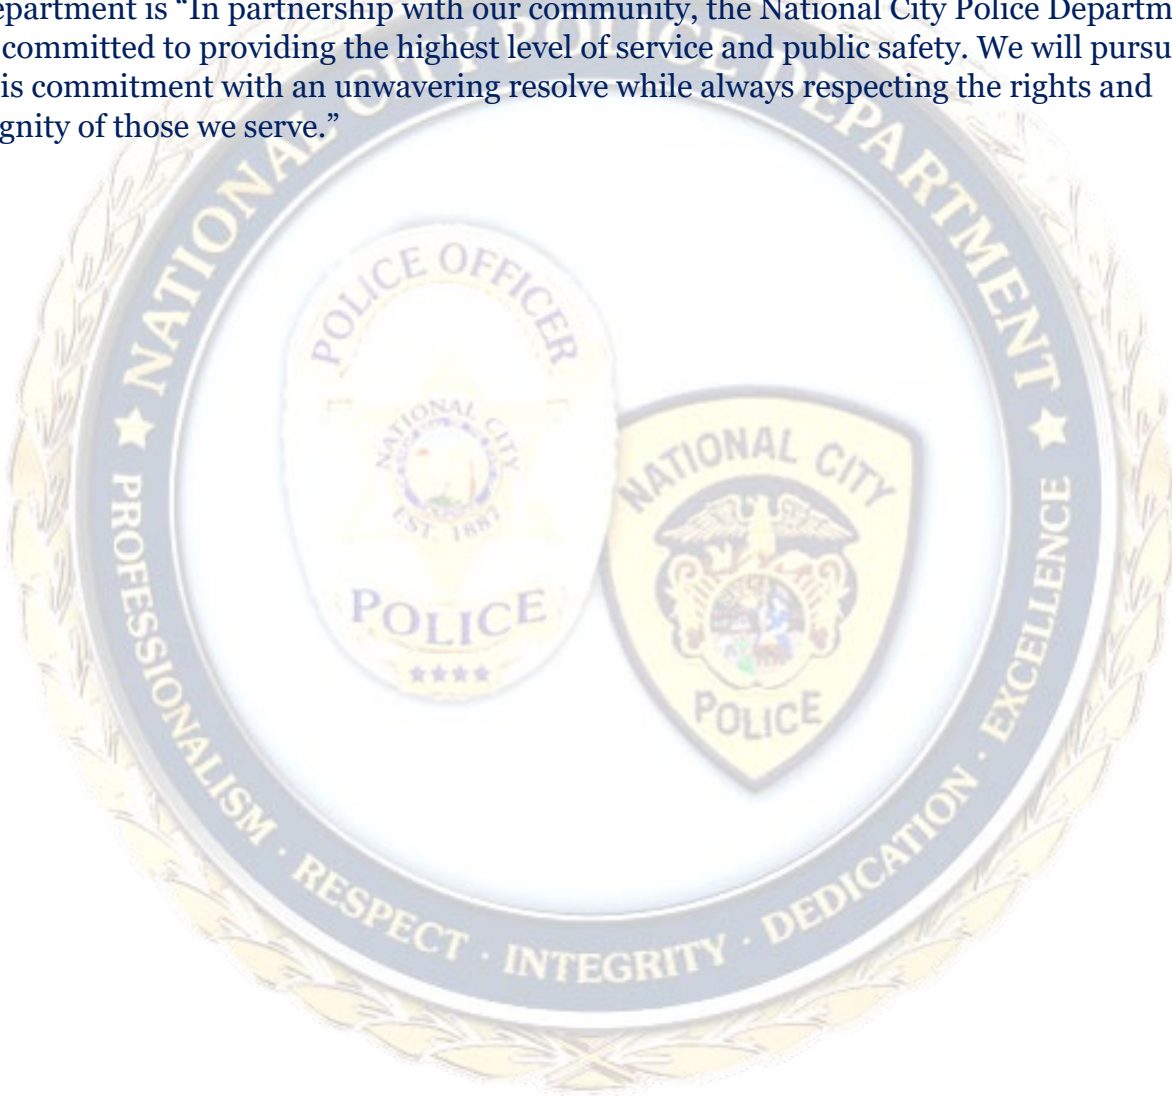 epartment is “In partnership with our community, the National City Police Departm
committed to providing the highest level of service and public safety. We will pursu
is commitment with an unwavering resolve while always respecting the rights and
gnity of those we serve.”
NATIONAL CITY POLICE DEPARTMENT
POLICE OFFICER
NATIONAL CITY
EST. 1887
POLICE
NATIONAL CITY
POLICE
PROFESSIONALISM · RESPECT · INTEGRITY · DEDICATION · EXCELLENCE